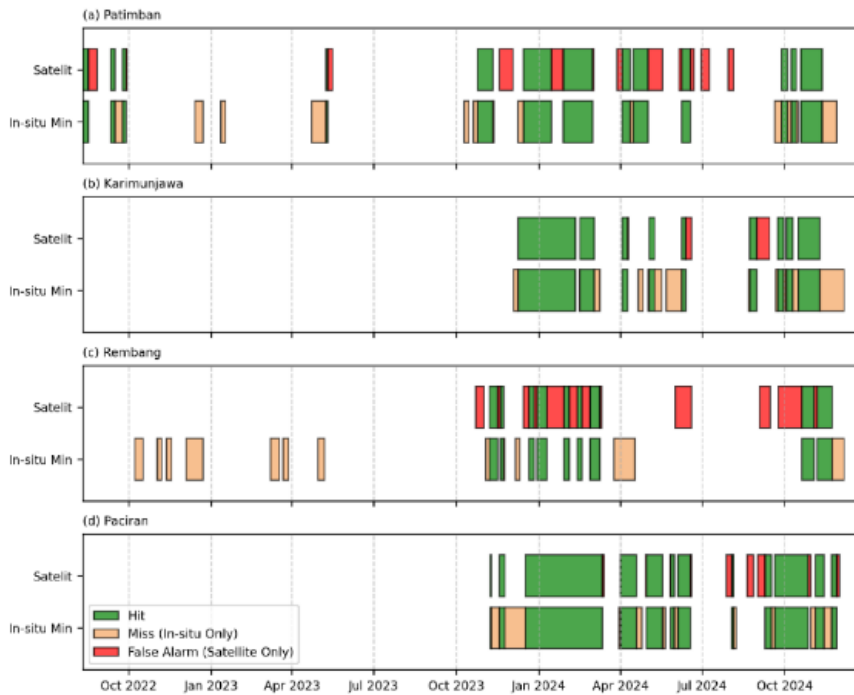 (a) Patimban
Satelit
In-situ Min
(b) Karimunjawa
Satelit
In-situ Min
(c) Rembang
Satelit
In-situ Min
(d) Paciran
Satelit
In-situ Min
Hit
Miss (In-situ Only)
False Alarm (Satellite Only)
Oct 2022 Jan 2023 Apr 2023 Jul 2023 Oct 2023 Jan 2024 Apr 2024 Jul 2024 Oct 2024